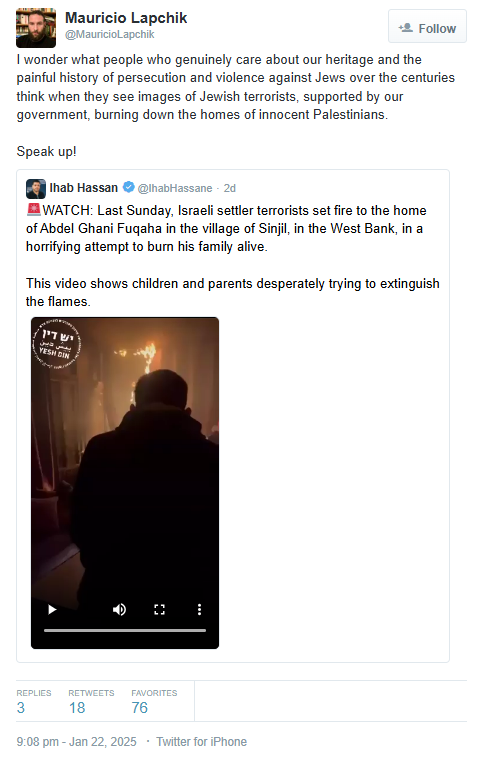 Mauricio Lapchik
@MauricioLapchik
Follow
I wonder what people who genuinely care about our heritage and the
painful history of persecution and violence against Jews over the centuries
think when they see images of Jewish terrorists, supported by our
government, burning down the homes of innocent Palestinians.
Speak up!
Ihab Hassan @IhabHassane · 2d
🚨WATCH: Last Sunday, Israeli settler terrorists set fire to the home
of Abdel Ghani Fuqaha in the village of Sinjil, in the West Bank, in a
horrifying attempt to burn his family alive.
This video shows children and parents desperately trying to extinguish
the flames.
יש דין
ييش دين
YESH DIN
REPLIES RETWEETS FAVORITES
3 18 76
9:08 pm - Jan 22, 2025 · Twitter for iPhone